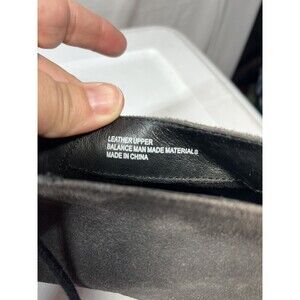 LEATHER UPPER
BALANCE MAN MADE MATERIALS
MADE IN CHINA